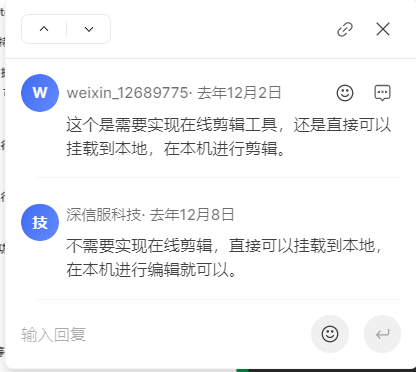 W
weixin_12689775· 去年12月2日
这个是需要实现在线剪辑工具，还是直接可以
挂载到本地，在本机进行剪辑。
技
深信服科技· 去年12月8日
不需要实现在线剪辑，直接可以挂载到本地，
在本机进行编辑就可以。
输入回复